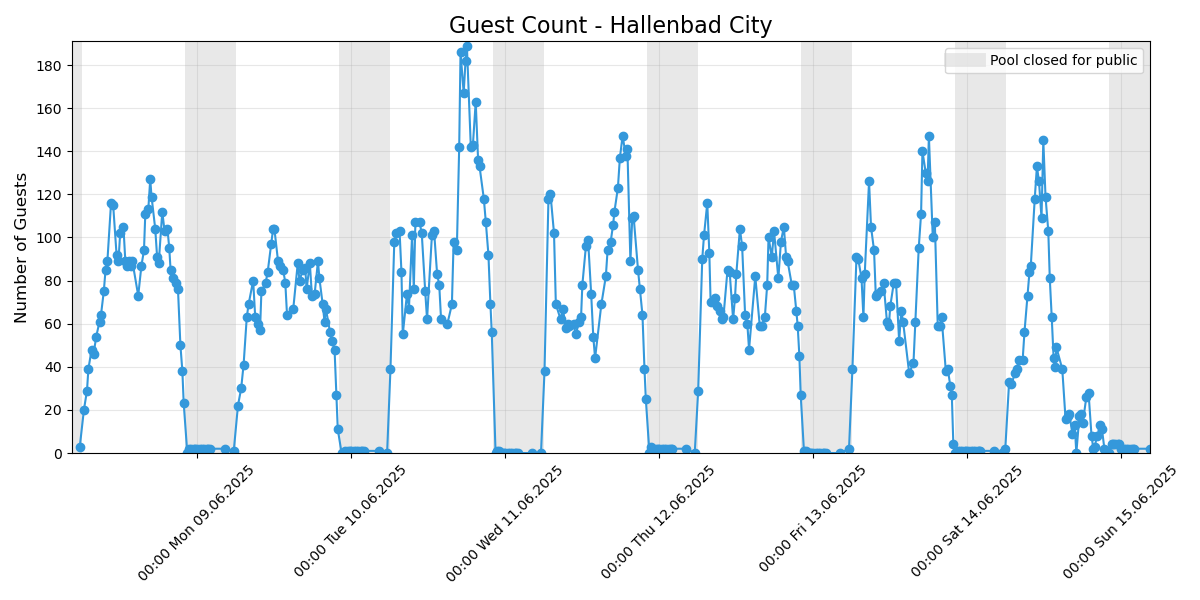 Guest Count - Hallenbad City
Pool closed for public
Number of Guests
180
160
140
120
100
80
60
40
20
0
00:00 Mon 09.06.2025
00:00 Tue 10.06.2025
00:00 Wed 11.06.2025
00:00 Thu 12.06.2025
00:00 Fri 13.06.2025
00:00 Sat 14.06.2025
00:00 Sun 15.06.2025